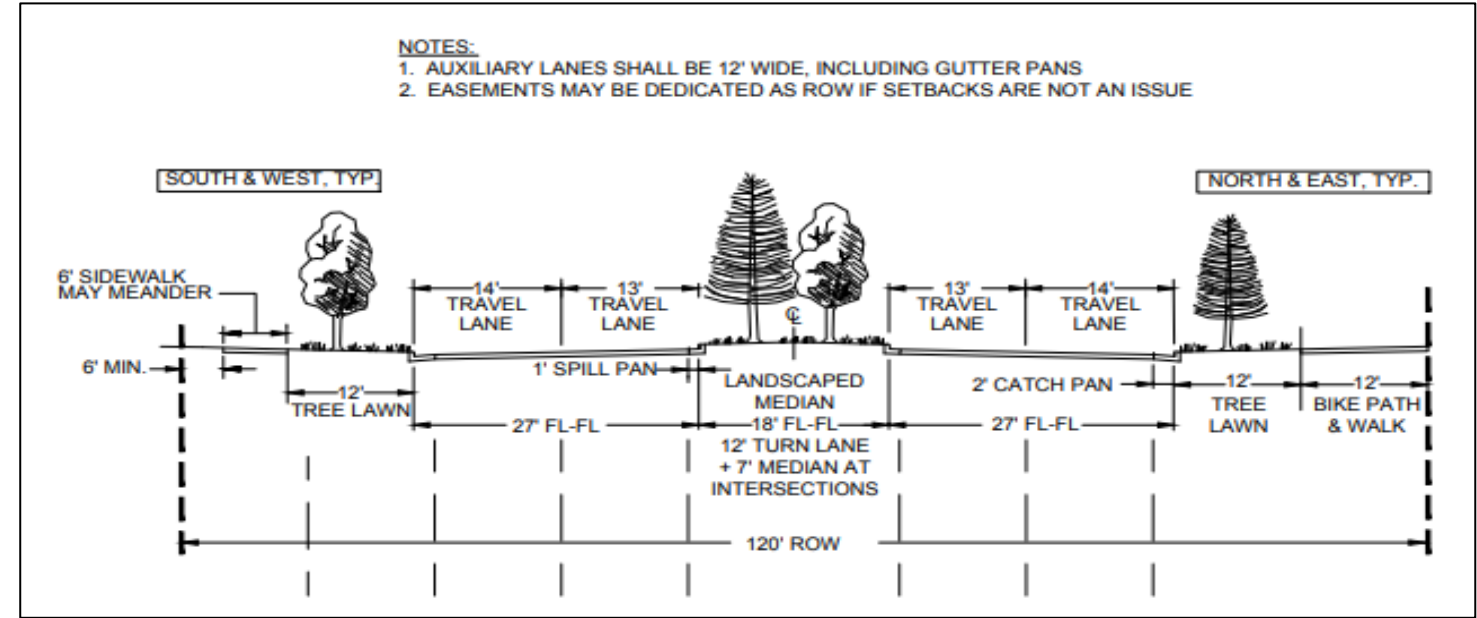 NOTES:
1. AUXILIARY LANES SHALL BE 12' WIDE, INCLUDING GUTTER PANS
2. EASEMENTS MAY BE DEDICATED AS ROW IF SETBACKS ARE NOT AN ISSUE
SOUTH & WEST, TYP.
NORTH & EAST, TYP.
6' SIDEWALK
MAY MEANDER
14'
TRAVEL
LANE
13'
TRAVEL
LANE
℄
13'
TRAVEL
LANE
14'
TRAVEL
LANE
6' MIN.
12'
TREE LAWN
1' SPILL PAN
27' FL-FL
LANDSCAPED
MEDIAN
18' FL-FL
12' TURN LANE
+ 7' MEDIAN AT
INTERSECTIONS
2' CATCH PAN
27' FL-FL
12'
TREE
LAWN
12'
BIKE PATH
& WALK
120' ROW